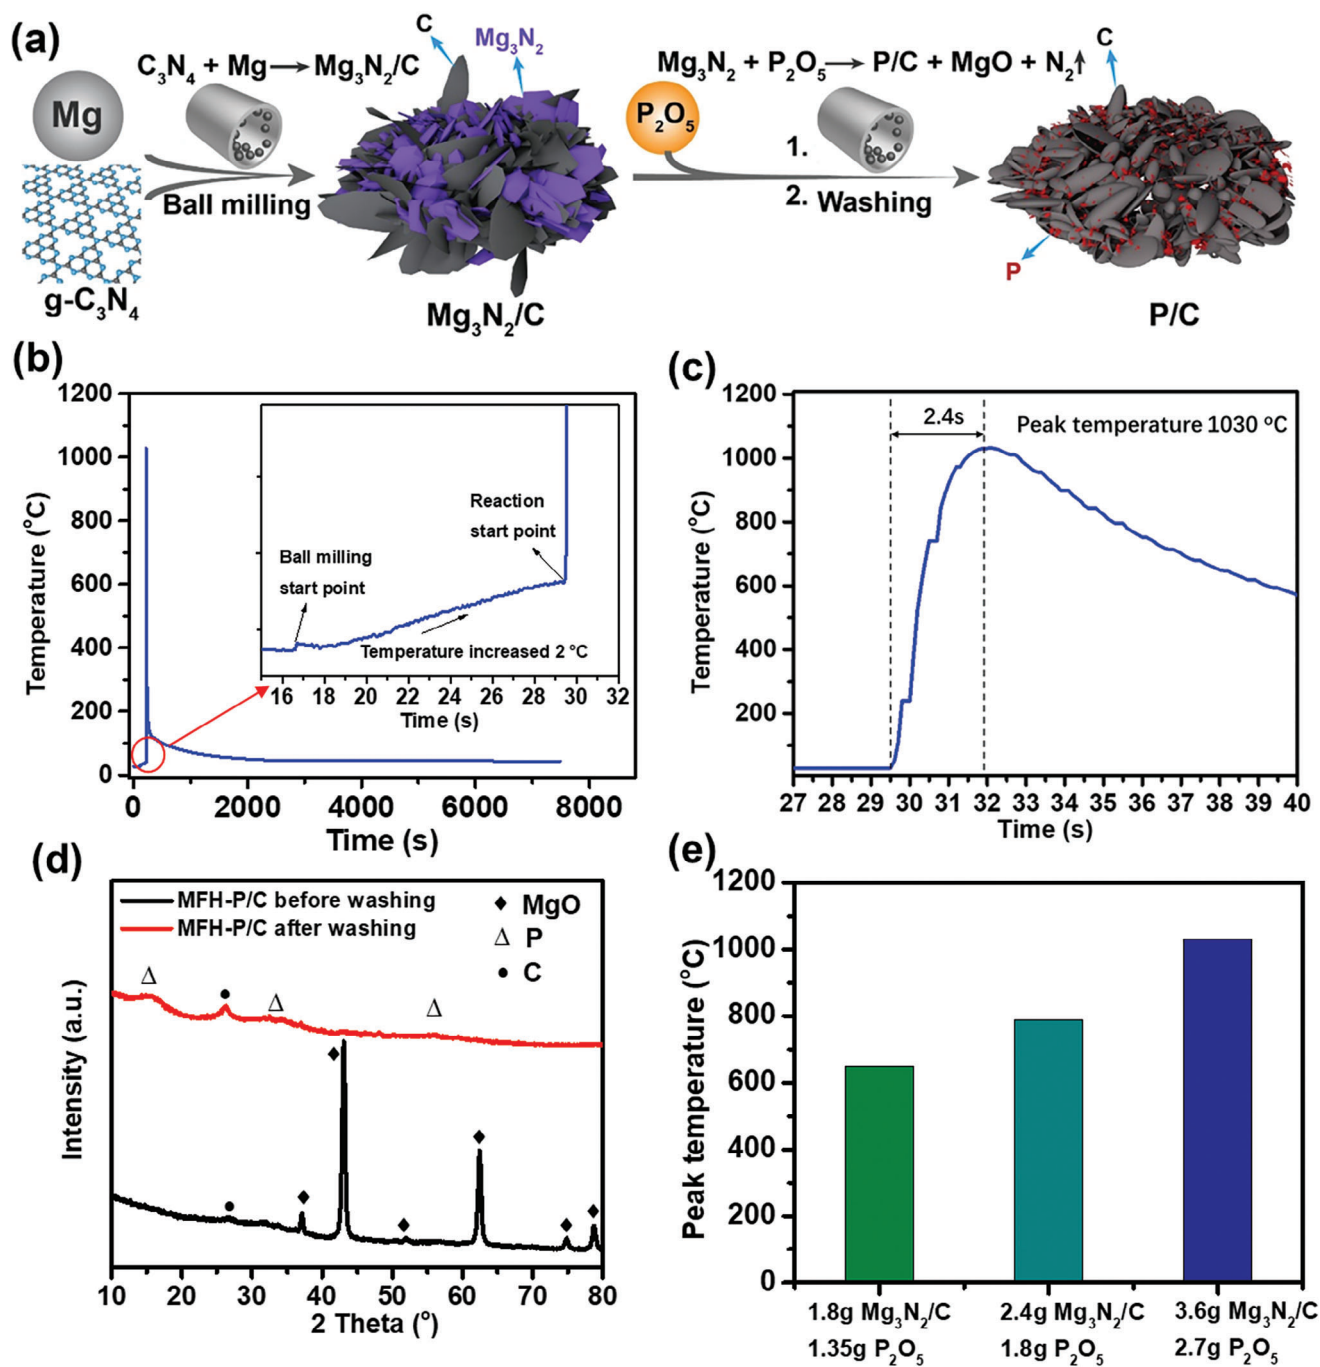 (a)
Mg
g-C₃N₄
C₃N₄ + Mg → Mg₃N₂/C
Ball milling
C
Mg₃N₂
Mg₃N₂/C
P₂O₅
Mg₃N₂ + P₂O₅ → P/C + MgO + N₂↑
1.
2. Washing
C
P
P/C
(b)
Temperature (°C)
1200
1000
800
600
400
200
0
0 2000 4000 6000 8000
Time (s)
Ball milling
start point
Reaction
start point
Temperature increased 2 °C
16 18 20 22 24 26 28 30 32
Time (s)
(c)
Temperature (°C)
1200
1000
800
600
400
200
2.4s
Peak temperature 1030 °C
27 28 29 30 31 32 33 34 35 36 37 38 39 40
Time (s)
(d)
Intensity (a.u.)
MFH-P/C before washing
MFH-P/C after washing
◆ MgO
Δ P
● C
10 20 30 40 50 60 70 80
2 Theta (°)
(e)
Peak temperature (°C)
1200
1000
800
600
400
200
0
1.8g Mg₃N₂/C
1.35g P₂O₅
2.4g Mg₃N₂/C
1.8g P₂O₅
3.6g Mg₃N₂/C
2.7g P₂O₅